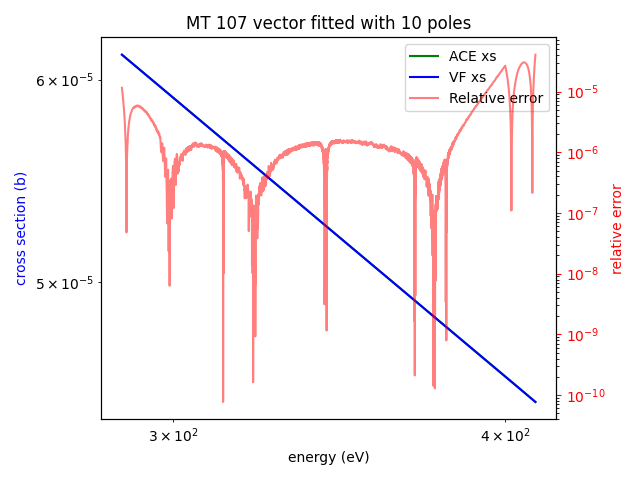 MT 107 vector fitted with 10 poles
ACE xs
VF xs
Relative error
cross section (b)
6 × 10⁻⁵
5 × 10⁻⁵
10⁻⁵
10⁻⁶
10⁻⁷
10⁻⁸
10⁻⁹
10⁻¹⁰
relative error
3 × 10²
4 × 10²
energy (eV)